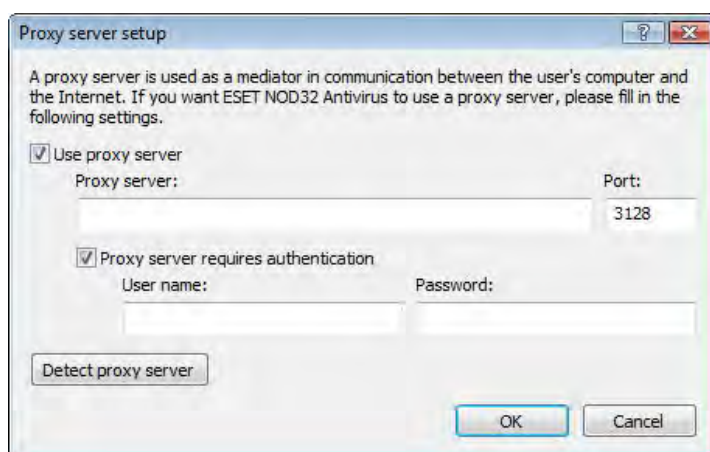 Proxy server setup
A proxy server is used as a mediator in communication between the user's computer and
the Internet. If you want ESET NOD32 Antivirus to use a proxy server, please fill in the
following settings.
Use proxy server
Proxy server: Port:
3128
Proxy server requires authentication
User name: Password:
Detect proxy server
OK Cancel